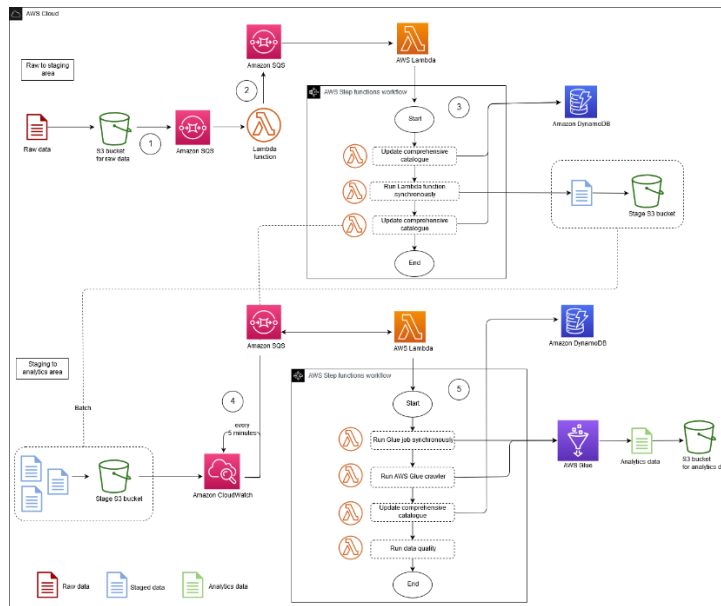 AWS Cloud
Raw to staging
area
Raw data
S3 bucket
for raw data
1
Amazon SQS
2
Lambda
function
Amazon SQS
AWS Lambda
AWS Step functions workflow
3
Start
Update comprehensive
catalogue
Run Lambda function
synchronously
Update comprehensive
catalogue
End
Amazon DynamoDB
Stage S3 bucket
Staging to
analytics area
Batch
Stage S3 bucket
4
every
5 minutes
Amazon CloudWatch
Amazon SQS
AWS Lambda
AWS Step functions workflow
5
Start
Run Glue job synchronously
Run AWS Glue crawler
Update comprehensive
catalogue
Run data quality
End
Amazon DynamoDB
AWS Glue
Analytics data
S3 bucket
for analytics d
Raw data
Staged data
Analytics data